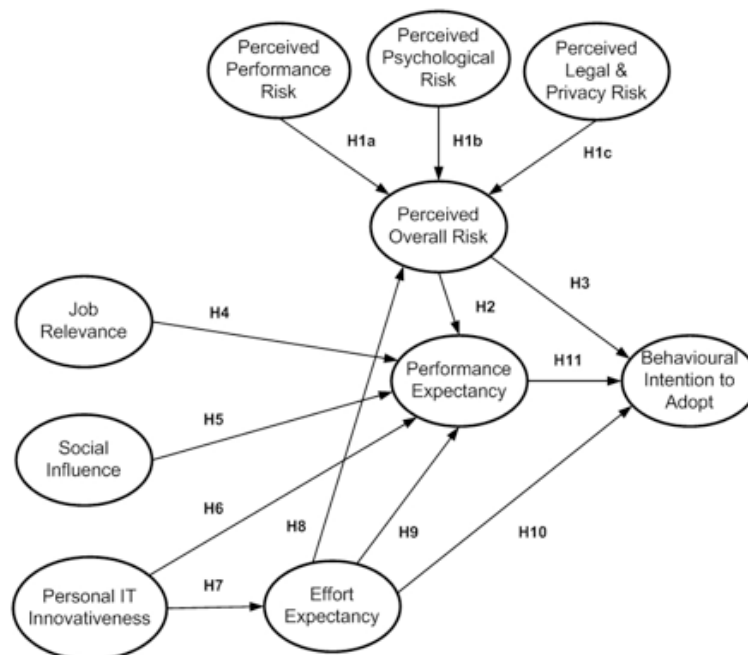 Perceived
Performance
Risk
Perceived
Psychological
Risk
Perceived
Legal &
Privacy Risk
H1a
H1b
H1c
Perceived
Overall Risk
H2
H3
Job
Relevance
H4
Performance
Expectancy
H11
Behavioural
Intention to
Adopt
Social
Influence
H5
H6
H8
H9
H10
Personal IT
Innovativeness
H7
Effort
Expectancy